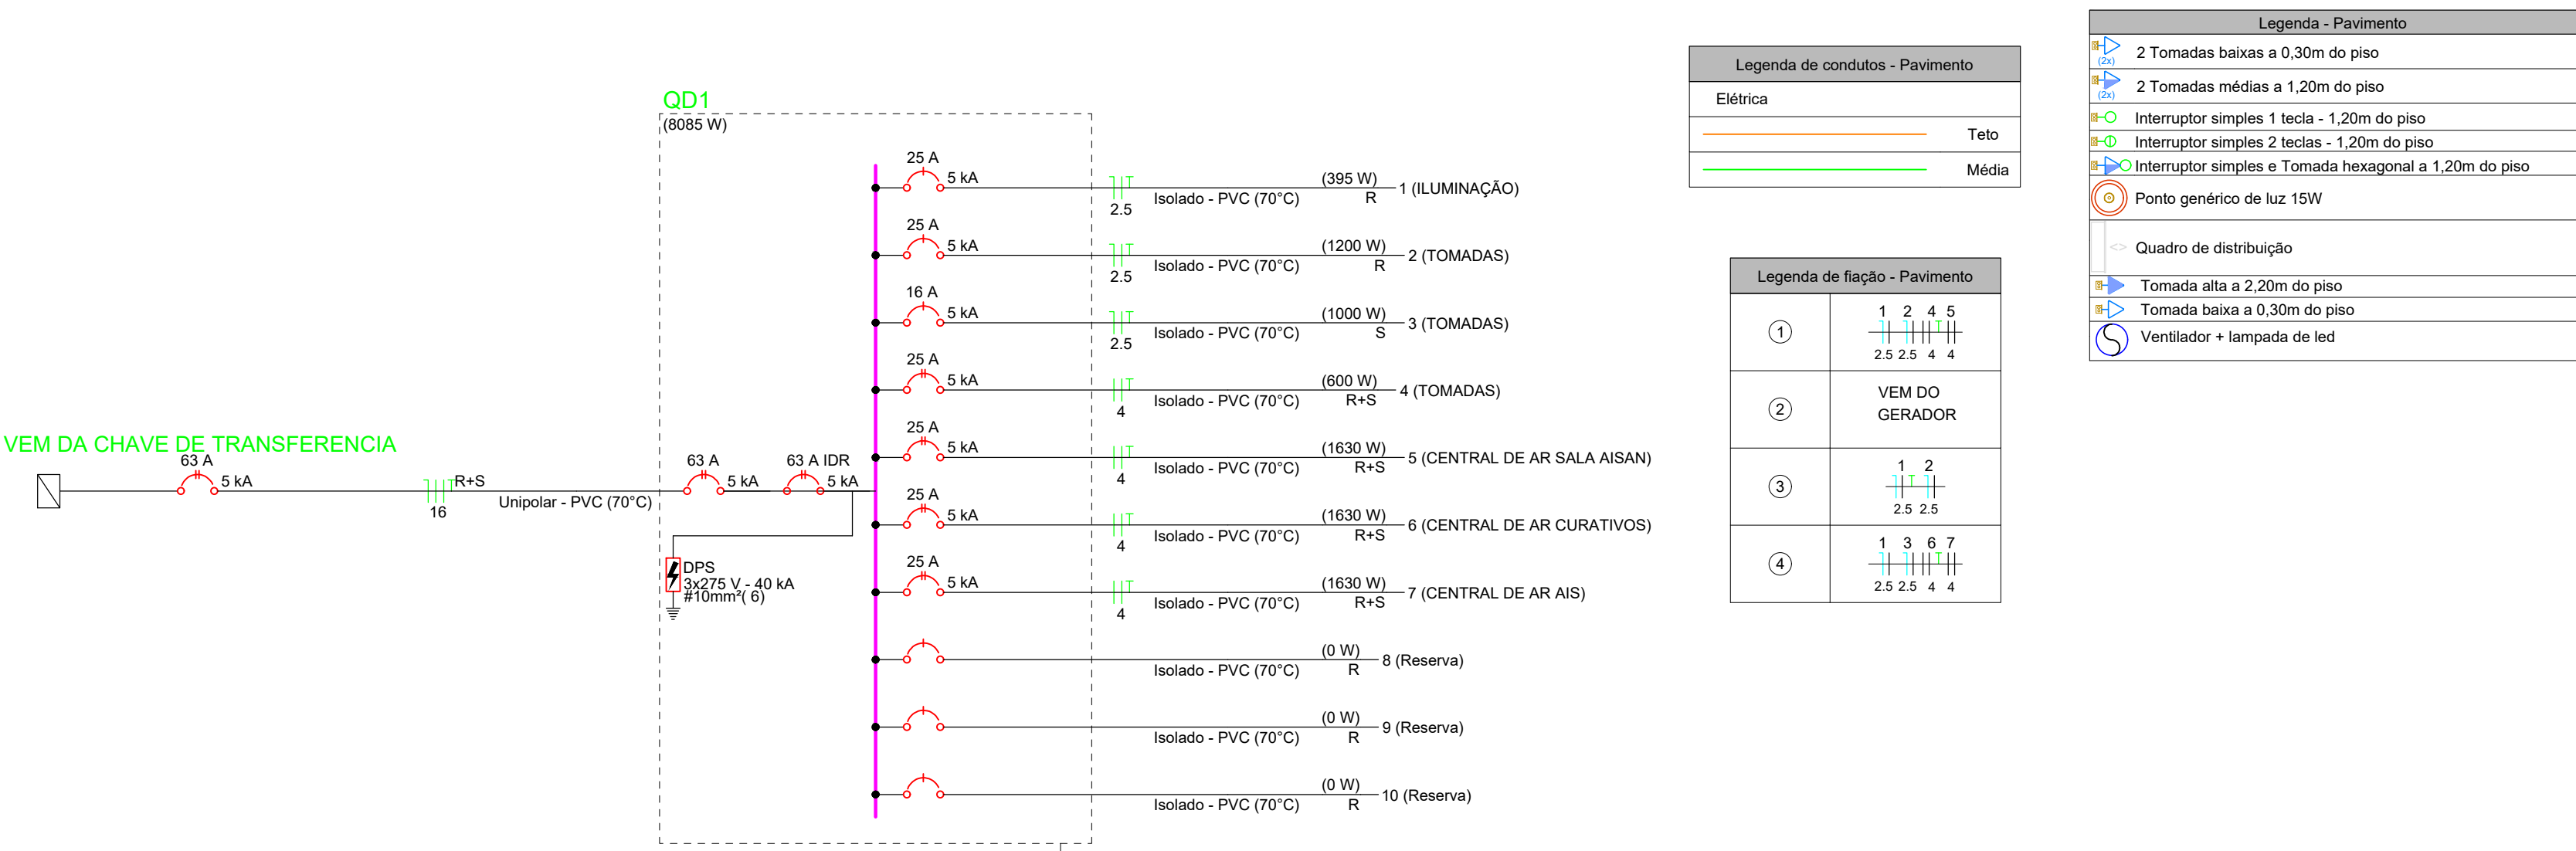 VEM DA CHAVE DE TRANSFERENCIA
63 A
5 kA
R+S
16
Unipolar - PVC (70°C)
QD1
(8085 W)
63 A
5 kA
63 A IDR
5 kA
DPS
3x275 V - 40 kA
#10mm²( 6)
25 A
5 kA
2.5
Isolado - PVC (70°C)
(395 W)
R
1 (ILUMINAÇÃO)
25 A
5 kA
2.5
Isolado - PVC (70°C)
(1200 W)
R
2 (TOMADAS)
16 A
5 kA
2.5
Isolado - PVC (70°C)
(1000 W)
S
3 (TOMADAS)
25 A
5 kA
4
Isolado - PVC (70°C)
(600 W)
R+S
4 (TOMADAS)
25 A
5 kA
4
Isolado - PVC (70°C)
(1630 W)
R+S
5 (CENTRAL DE AR SALA AISAN)
25 A
5 kA
4
Isolado - PVC (70°C)
(1630 W)
R+S
6 (CENTRAL DE AR CURATIVOS)
25 A
5 kA
4
Isolado - PVC (70°C)
(1630 W)
R+S
7 (CENTRAL DE AR AIS)
Isolado - PVC (70°C)
(0 W)
R
8 (Reserva)
Isolado - PVC (70°C)
(0 W)
R
9 (Reserva)
Isolado - PVC (70°C)
(0 W)
R
10 (Reserva)
Legenda de condutos - Pavimento
Elétrica
Teto
Média
Legenda de fiação - Pavimento
1
1 2 4 5
2.5 2.5 4 4
2
VEM DO
GERADOR
3
1 2
2.5 2.5
4
1 3 6 7
2.5 2.5 4 4
Legenda - Pavimento
(2x)
2 Tomadas baixas a 0,30m do piso
(2x)
2 Tomadas médias a 1,20m do piso
Interruptor simples 1 tecla - 1,20m do piso
Interruptor simples 2 teclas - 1,20m do piso
Interruptor simples e Tomada hexagonal a 1,20m do piso
Ponto genérico de luz 15W
<> Quadro de distribuição
Tomada alta a 2,20m do piso
Tomada baixa a 0,30m do piso
Ventilador + lampada de led